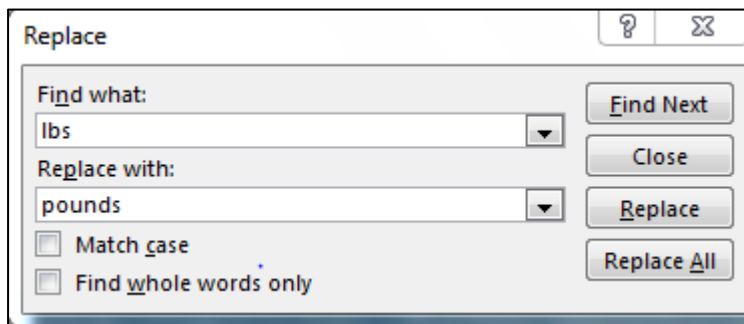 Replace
?
Find what:
lbs
Find Next
Close
Replace with:
pounds
Replace
Match case
Replace All
Find whole words only